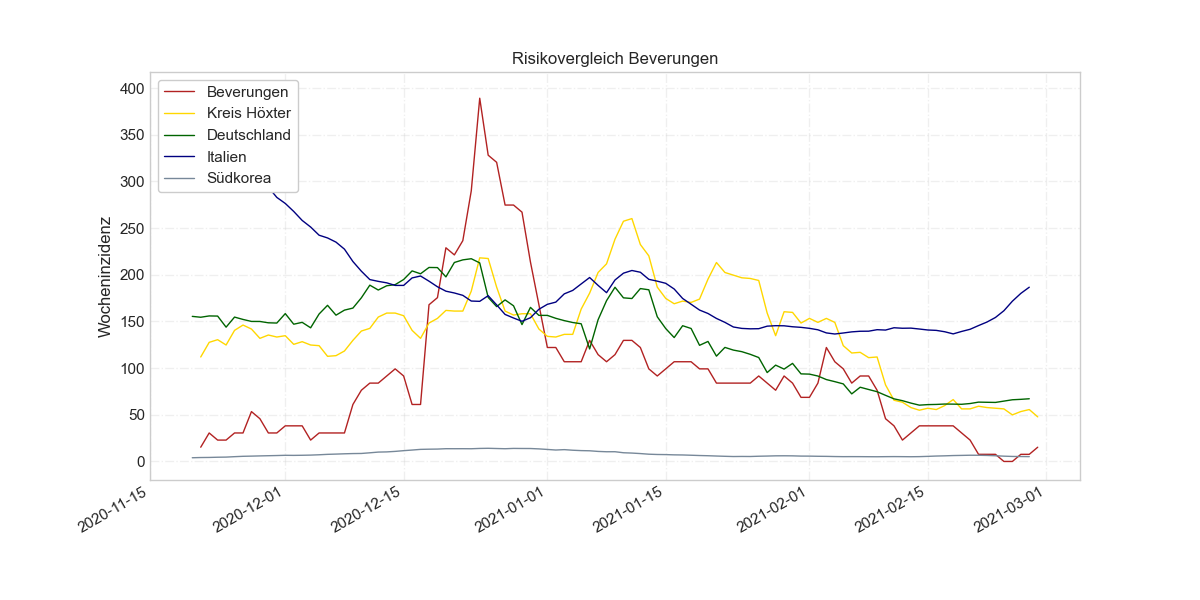 Risikovergleich Beverungen
Beverungen
Kreis Höxter
Deutschland
Italien
Südkorea
Wocheninzidenz
400
350
300
250
200
150
100
50
0
2020-11-15
2020-12-01
2020-12-15
2021-01-01
2021-01-15
2021-02-01
2021-02-15
2021-03-01